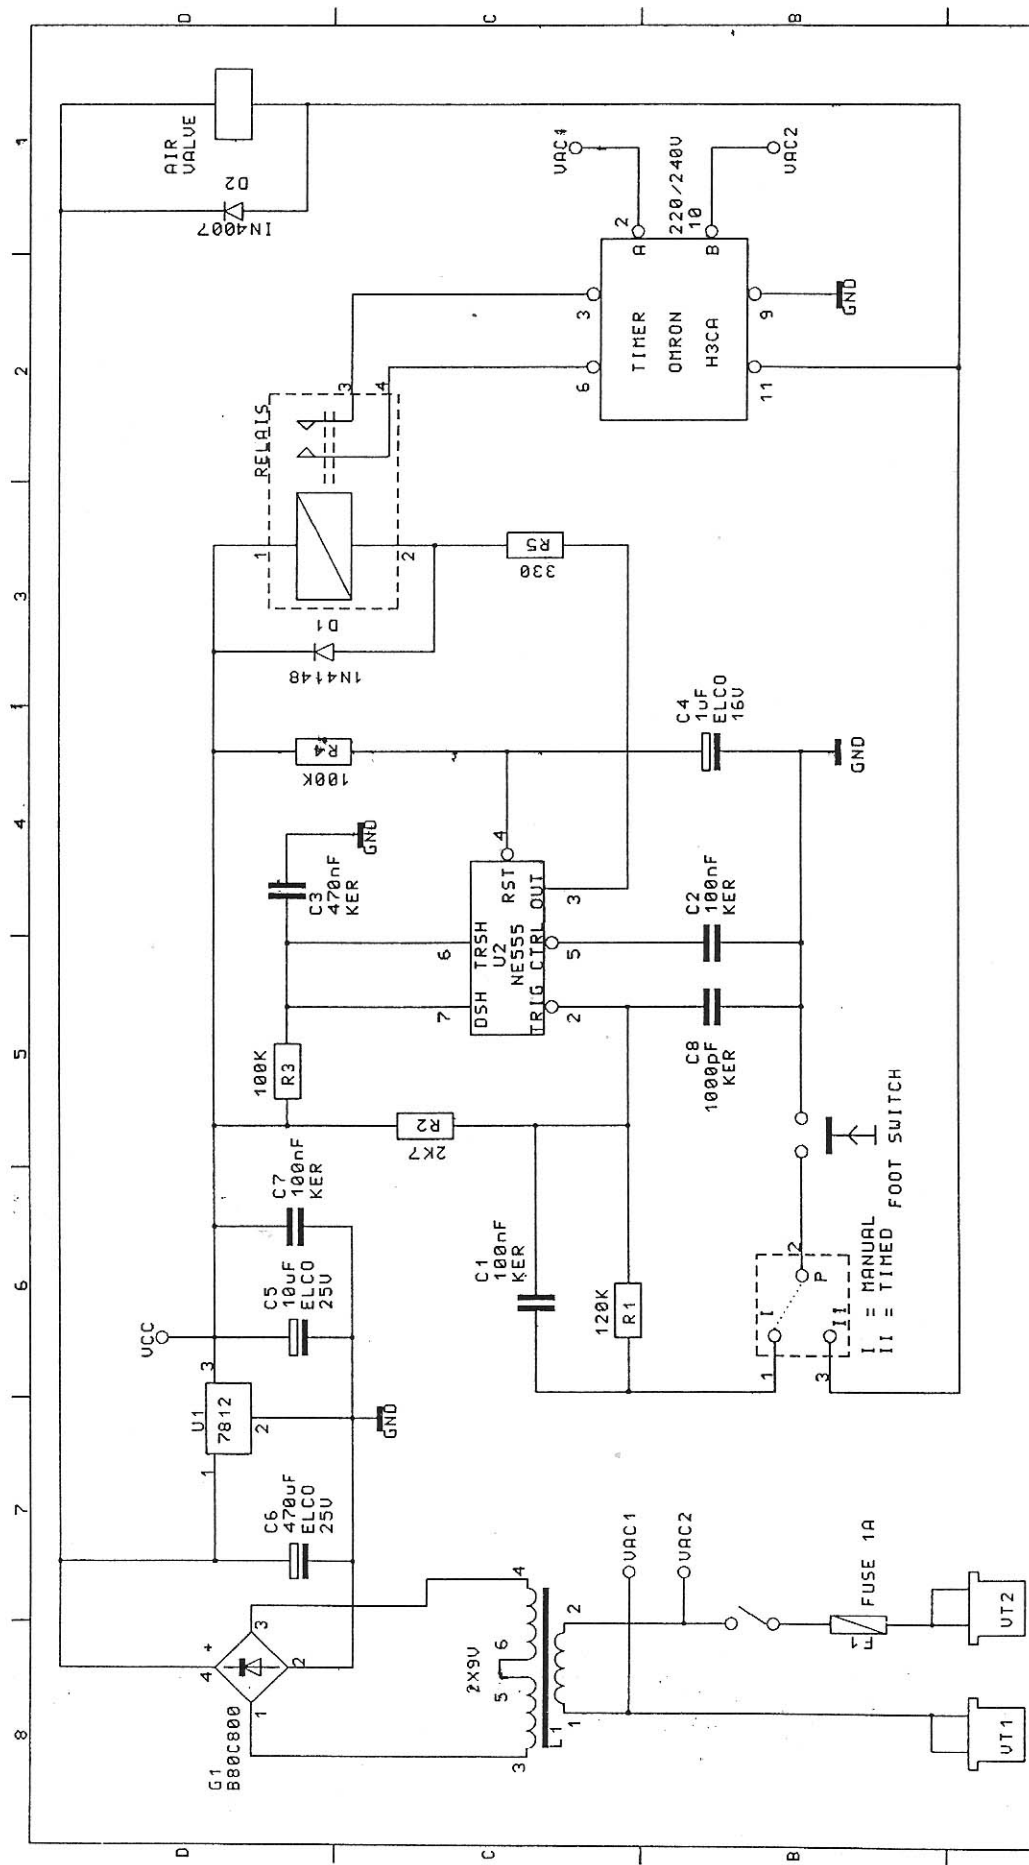 8
7
6
5
4
3
2
1
D
D
C
C
B
B
G1
B80C800
4
+
1
3
2
C6
470uF
ELCO
25V
U1
7812
1
3
2
GND
VCC
C5
10uF
ELCO
25V
C7
100nF
KER
100K
R3
R2
2K7
C3
470nF
KER
GND
R4
100K
1N4148
D1
RELAIS
1
2
3
4
R5
330
IN4007
D2
AIR
VALVE
7
6
DSH
TRSH
U2
NE555
RST
4
TRIG
CTRL
OUT
2
5
3
C1
100nF
KER
120K
R1
C8
1000pF
KER
C2
100nF
KER
C4
1uF
ELCO
16V
GND
6
3
TIMER
OMRON
H3CA
A
B
2
220/240V
10
11
9
GND
VAC1
VAC2
2X9V
3
5
6
4
L1
1
2
VAC1
VAC2
FUSE 1A
F1
VT1
VT2
1
I
3
II
P
2
I = MANUAL
II = TIMED
FOOT SWITCH